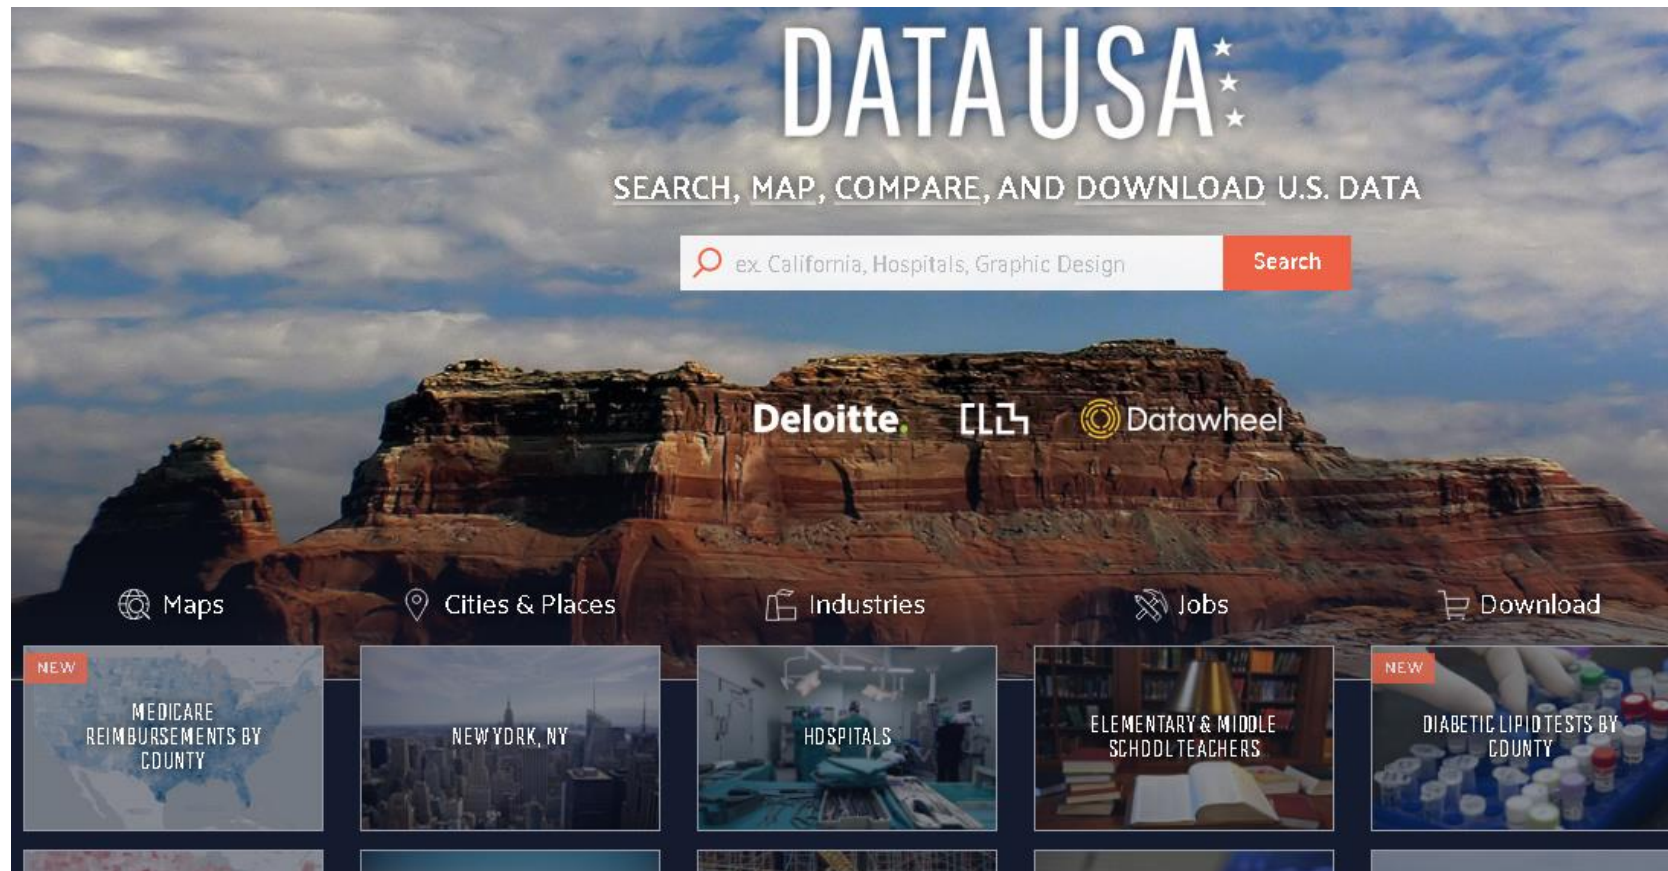 DATA USA
SEARCH, MAP, COMPARE, AND DOWNLOAD U.S. DATA
ex. California, Hospitals, Graphic Design
Search
Deloitte.
Datawheel
Maps
Cities & Places
Industries
Jobs
Download
NEW
MEDICARE
REIMBURSEMENTS BY
COUNTY
NEW YORK, NY
HOSPITALS
ELEMENTARY & MIDDLE
SCHOOL TEACHERS
NEW
DIABETIC LIPID TESTS BY
COUNTY